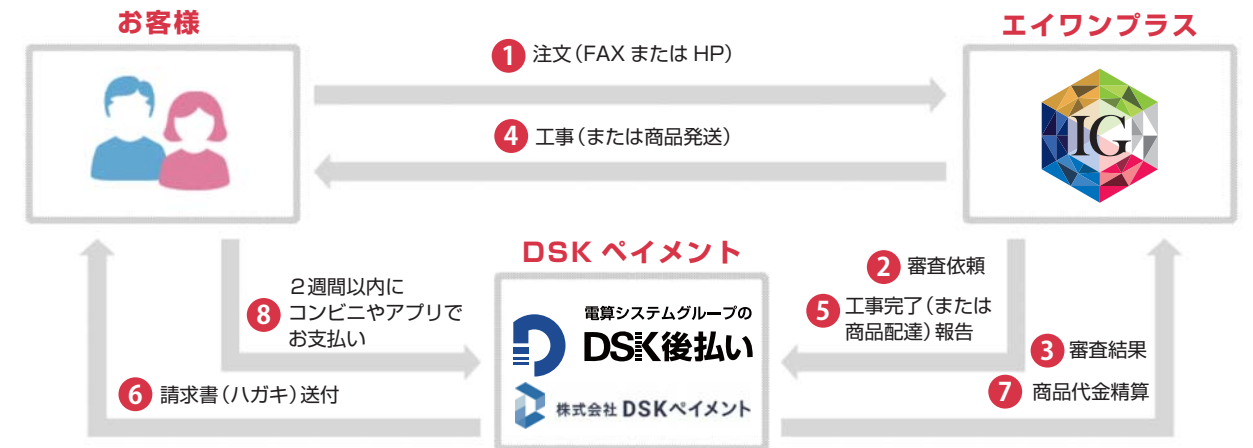 お客様
エイワンプラス
1 注文(FAX または HP)
4 工事(または商品発送)
IG
DSK ペイメント
2 審査依頼
5 工事完了(または
商品配達)報告
3 審査結果
7 商品代金精算
8 2週間以内に
コンビニやアプリで
お支払い
6 請求書(ハガキ)送付
電算システムグループの
DSK後払い
株式会社 DSKペイメント